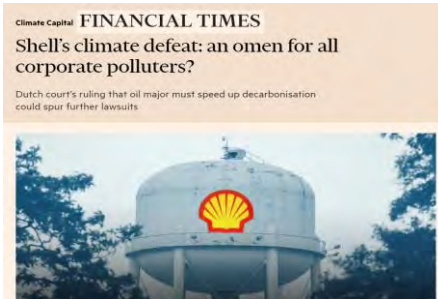 Climate Capital FINANCIAL TIMES
Shell's climate defeat: an omen for all
corporate polluters?
Dutch court's ruling that oil major must speed up decarbonisation
could spur further lawsuits